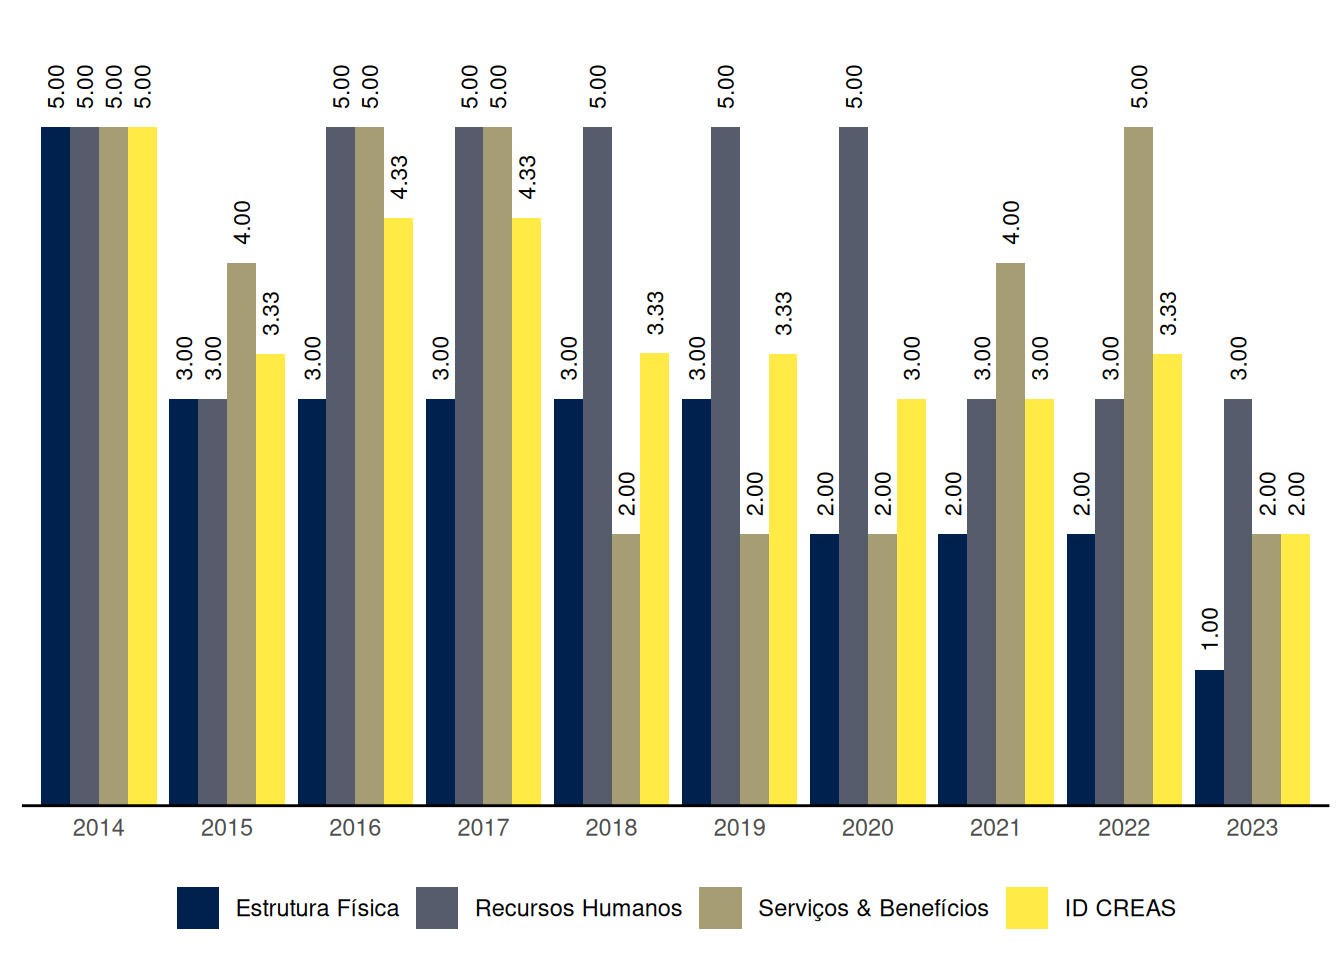 5.00 5.00 5.00 5.00 3.00 3.00 4.00 3.33 3.00 5.00 5.00 4.33 3.00 5.00 5.00 4.33 3.00 5.00 2.00 3.33 3.00 5.00 2.00 3.33 2.00 5.00 2.00 3.00 2.00 3.00 4.00 3.00 2.00 3.00 5.00 3.33 1.00 3.00 2.00 2.00
2014 2015 2016 2017 2018 2019 2020 2021 2022 2023
Estrutura Física Recursos Humanos Serviços & Benefícios ID CREAS